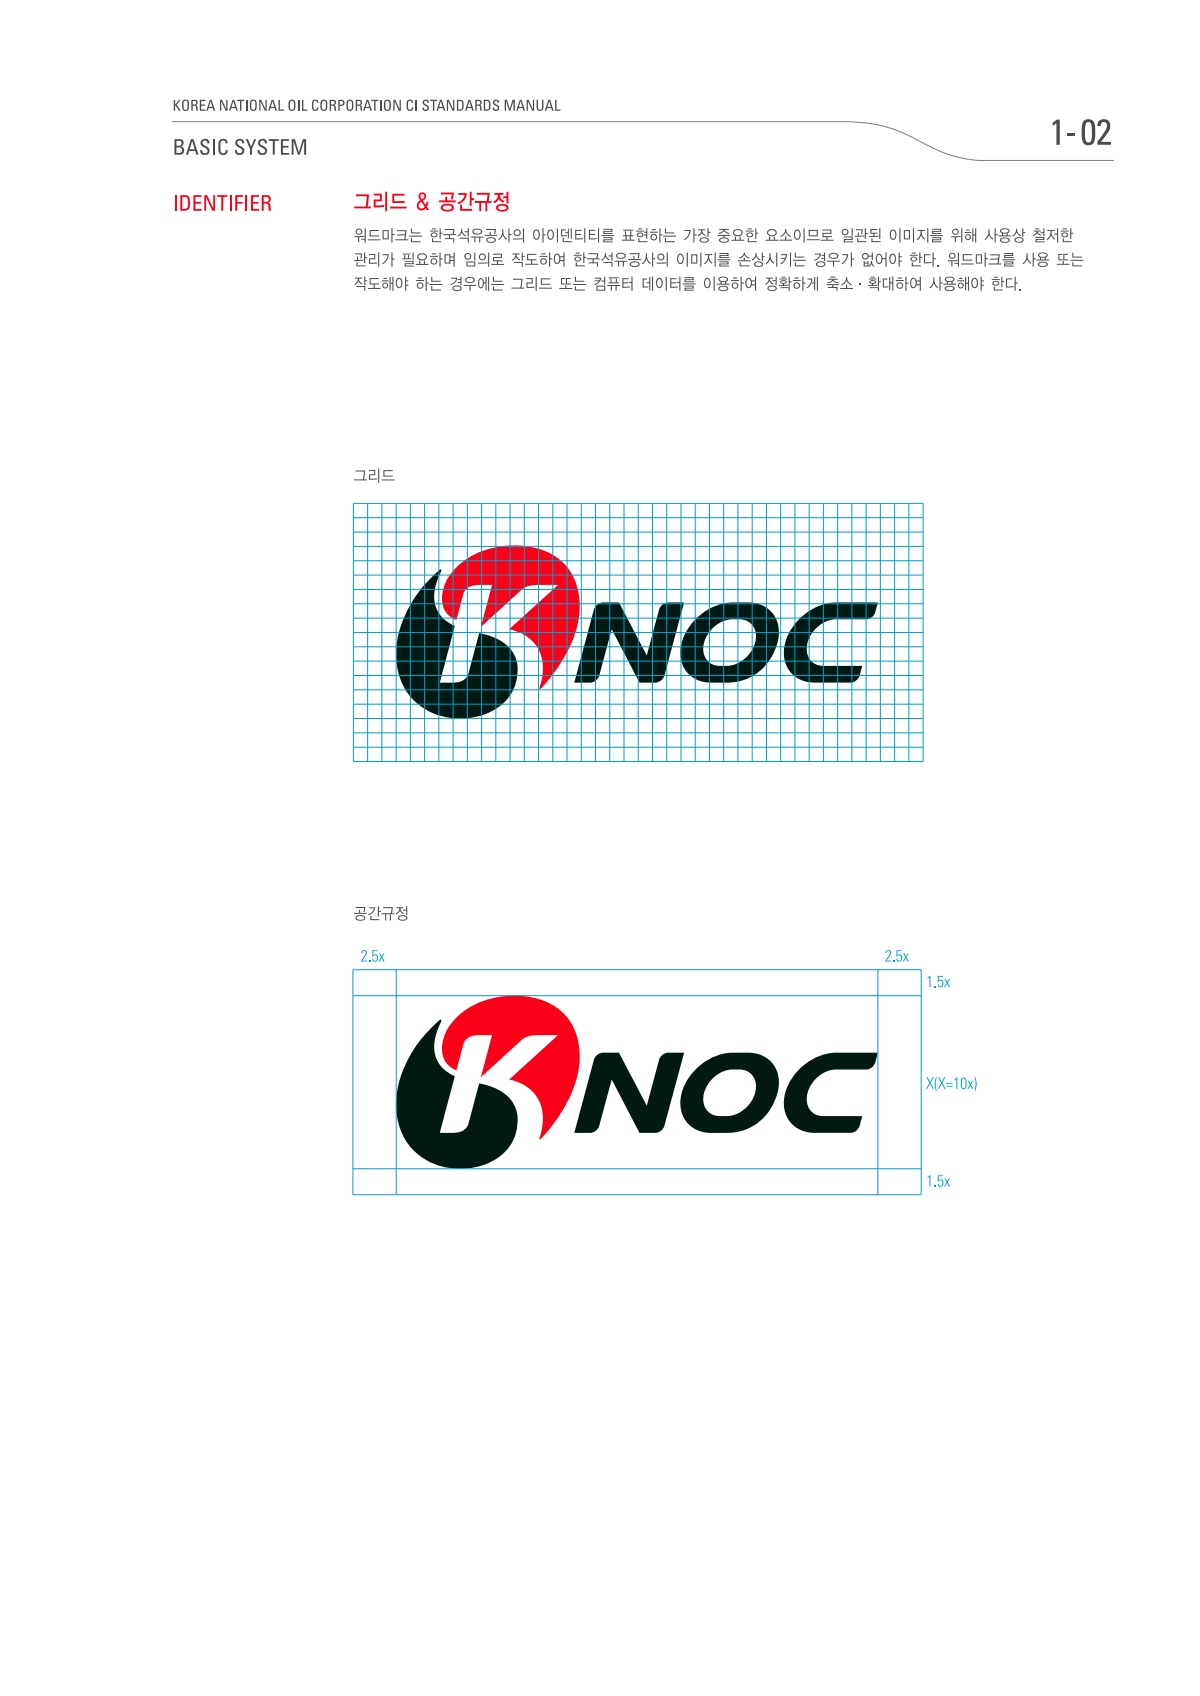 KOREA NATIONAL OIL CORPORATION CI STANDARDS MANUAL
1-02
BASIC SYSTEM
IDENTIFIER
그리드 & 공간규정
워드마크는 한국석유공사의 아이덴티티를 표현하는 가장 중요한 요소이므로 일관된 이미지를 위해 사용상 철저한
관리가 필요하며 임의로 작도하여 한국석유공사의 이미지를 손상시키는 경우가 없어야 한다. 워드마크를 사용 또는
작도해야 하는 경우에는 그리드 또는 컴퓨터 데이터를 이용하여 정확하게 축소·확대하여 사용해야 한다.
그리드
KNOC
공간규정
2.5x 2.5x
1.5x
KNOC
X(X=10x)
1.5x